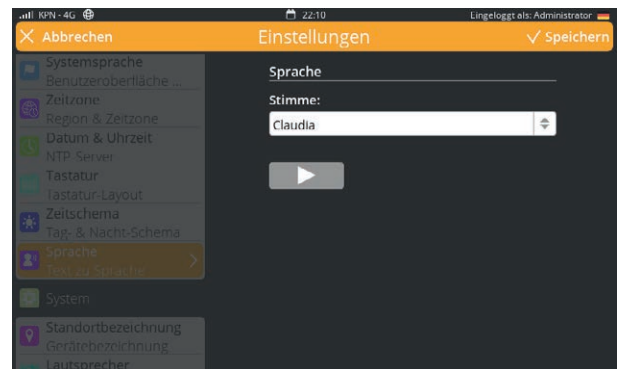 KPN - 4G 22:10 Eingeloggt als: Administrator
Abbrechen Einstellungen Speichern
Systemsprache
Benutzeroberfläche ...
Zeitzone
Region & Zeitzone
Datum & Uhrzeit
NTP-Server
Tastatur
Tastatur-Layout
Zeitschema
Tag- & Nacht-Schema
Sprache
Text zu Sprache
System
Standortbezeichnung
Gerätebezeichnung
Lautsprecher
Sprache
Stimme:
Claudia